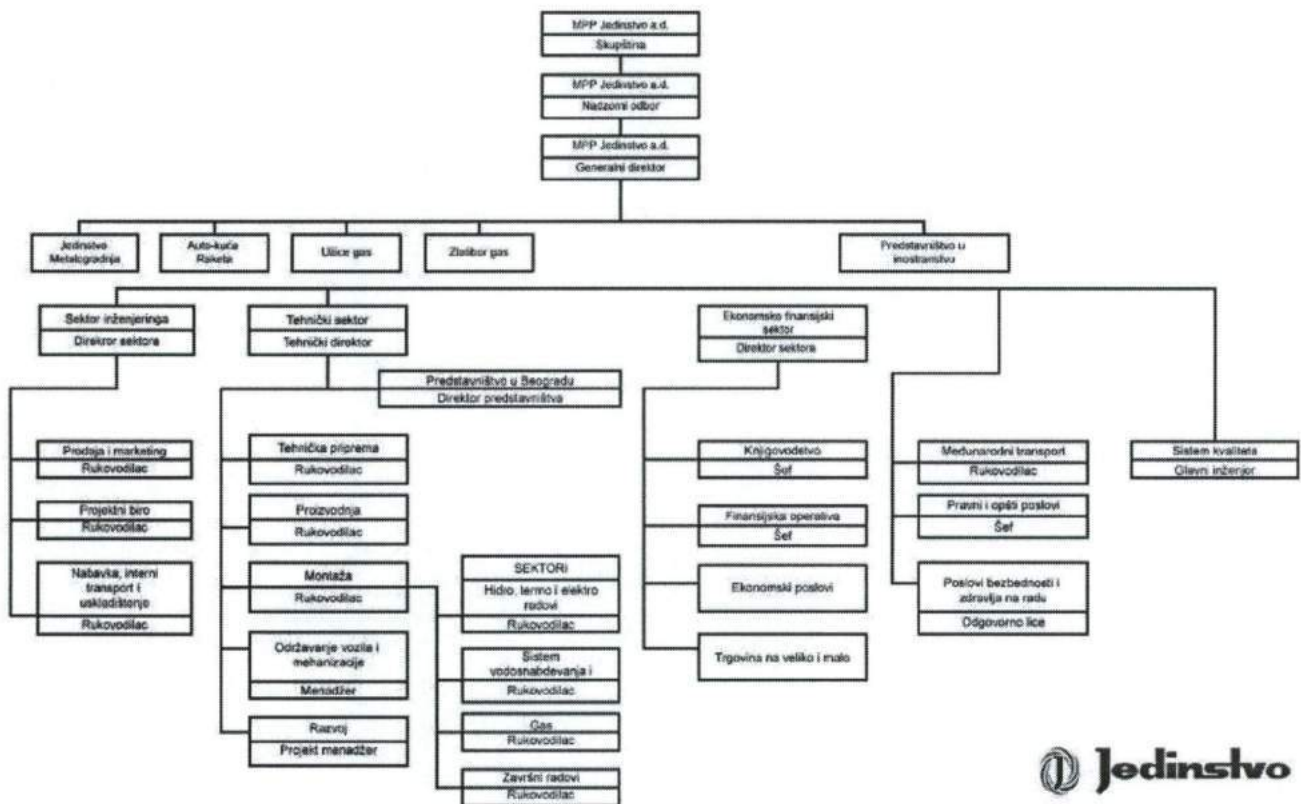 MPP Jedinstvo a.d.
Skupština
MPP Jedinstvo a.d.
Nadzorni odbor
MPP Jedinstvo a.d.
Generalni direktor
Jedinstvo
Metalogradnja
Auto-kuća
Raketa
Užice gas
Zlatibor gas
Predstavništvo u
inostranstvu
Sektor inženjeringa
Direkror sektora
Tehnički sektor
Tehnički direktor
Ekonomsko finansijski
sektor
Direktor sektora
Predstavništvo u Beogradu
Direktor predstavništva
Prodaja i marketing
Rukovodilac
Projektni biro
Rukovodilac
Nabavka, interni
transport i
uskladištenje
Rukovodilac
Tehnička priprema
Rukovodilac
Proizvodnja
Rukovodilac
Montaža
Rukovodilac
Održavanje vozila i
mehanizacije
Menadžer
Razvoj
Projekt menadžer
SEKTORI
Hidro, termo i elektro
radovi
Rukovodilac
Sistem
vodosnabdevanja i
Rukovodilac
Gas
Rukovodilac
Završni radovi
Rukovodilac
Knjigovodstvo
Šef
Finansijska operativa
Šef
Ekonomski poslovi
Trgovina na veliko i malo
Međunarodni transport
Rukovodilac
Pravni i opšti poslovi
Šef
Poslovi bezbednosti i
zdravlja na radu
Odgovorno lice
Sistem kvaliteta
Glavni inženjer
Jedinstvo